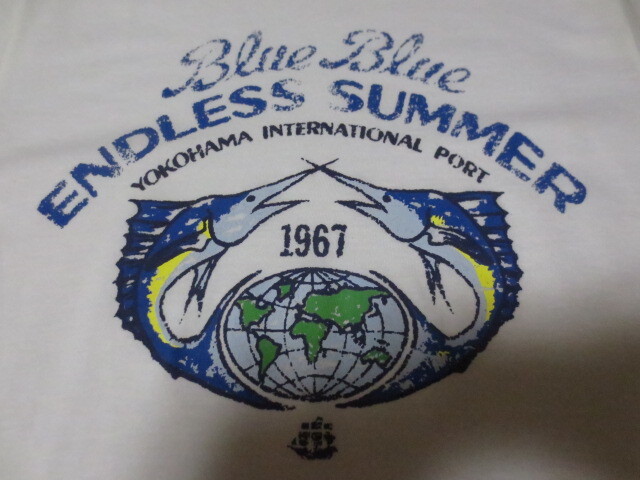 Blue Blue
ENDLESS SUMMER
YOKOHAMA INTERNATIONAL PORT
1967